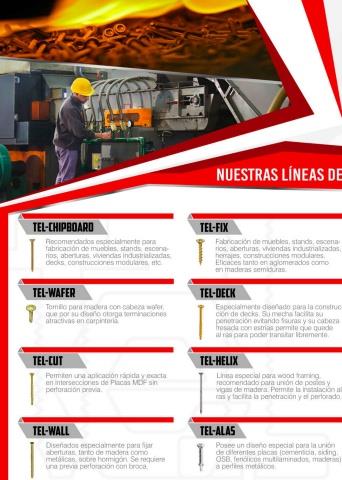 NUESTRAS LÍNEAS DE
TEL-CHIPBOARD
Recomendados especialmente para
fabricación de muebles, stands, escena-
rios, aberturas, viviendas industrializadas,
decks, construcciones modulares, etc.
TEL-FIX
Fabricación de muebles, stands, escena-
rios, aberturas, viviendas industrializadas,
herrajes, construcciones modulares.
Eficaces tanto en aglomerados como
en maderas semiduras.
TEL-WAFER
Tornillo para madera con cabeza wafer,
que por su diseño otorga terminaciones
atractivas en carpintería.
TEL-DECK
Especialmente diseñado para la construc-
ción de decks. Su mecha facilita su
penetración evitando fisuras y su cabeza
fresada con estrías permite que quede
al ras para poder transitar libremente.
TEL-CUT
Permiten una aplicación rápida y exacta
en intersecciones de Placas MDF sin
perforación previa.
TEL-HELIX
Línea especial para wood framing,
recomendado para unión de postes y
vigas de madera. Permite la instalación al
ras y facilita la penetración y el perforado.
TEL-WALL
Diseñados especialmente para fijar
aberturas, tanto de madera como
metálicas, sobre hormigón. Se requiere
una previa perforación con broca.
TEL-ALAS
Posee un diseño especial para la unión
de diferentes placas (cementicia, siding,
OSB, fenólicos multilaminados, maderas)
a perfiles metálicos.